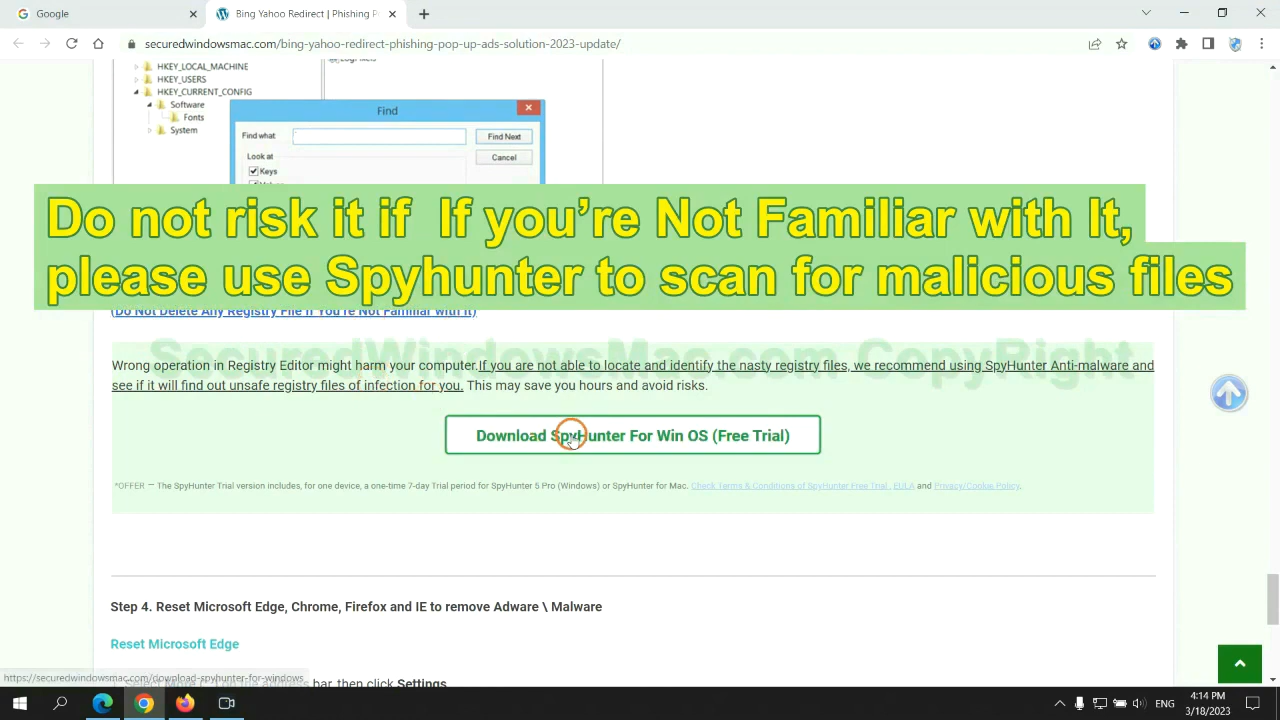 Google
Bing Yahoo Redirect | Phishing P
securedwindowsmac.com/bing-yahoo-redirect-phishing-pop-up-ads-solution-2023-update/
HKEY_LOCAL_MACHINE
HKEY_USERS
HKEY_CURRENT_CONFIG
Software
Fonts
System
Find
Find what:
Find Next
Look at
Cancel
Keys
Do not risk it if If you’re Not Familiar with It,
please use Spyhunter to scan for malicious files
(Do Not Delete Any Registry File If You're Not Familiar with It)
SecuredWindowsMac.com CopyRight
Wrong operation in Registry Editor might harm your computer.If you are not able to locate and identify the nasty registry files, we recommend using SpyHunter Anti-malware and
see if it will find out unsafe registry files of infection for you. This may save you hours and avoid risks.
Download SpyHunter For Win OS (Free Trial)
*OFFER — The SpyHunter Trial version includes, for one device, a one-time 7-day Trial period for SpyHunter 5 Pro (Windows) or SpyHunter for Mac. Check Terms & Conditions of SpyHunter Free Trial , EULA and Privacy/Cookie Policy.
Step 4. Reset Microsoft Edge, Chrome, Firefox and IE to remove Adware \ Malware
Reset Microsoft Edge
https://securedwindowsmac.com/download-spyhunter-for-windows
on the address bar, then click Settings
ENG
4:14 PM
3/18/2023